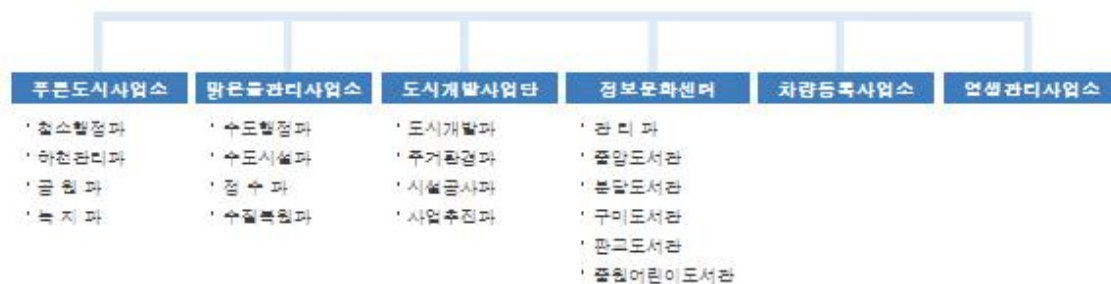 푸른도시사업소
맑은물관리사업소
도시개발사업단
정보문화센터
차량등록사업소
영생관리사업소
청소행정과
하천관리과
공 원 과
녹 지 과
수도행정과
수도시설과
정 수 과
수질복원과
도시개발과
주거환경과
시설공사과
사업추진과
관 리 과
중앙도서관
분당도서관
구미도서관
판교도서관
중원어린이도서관